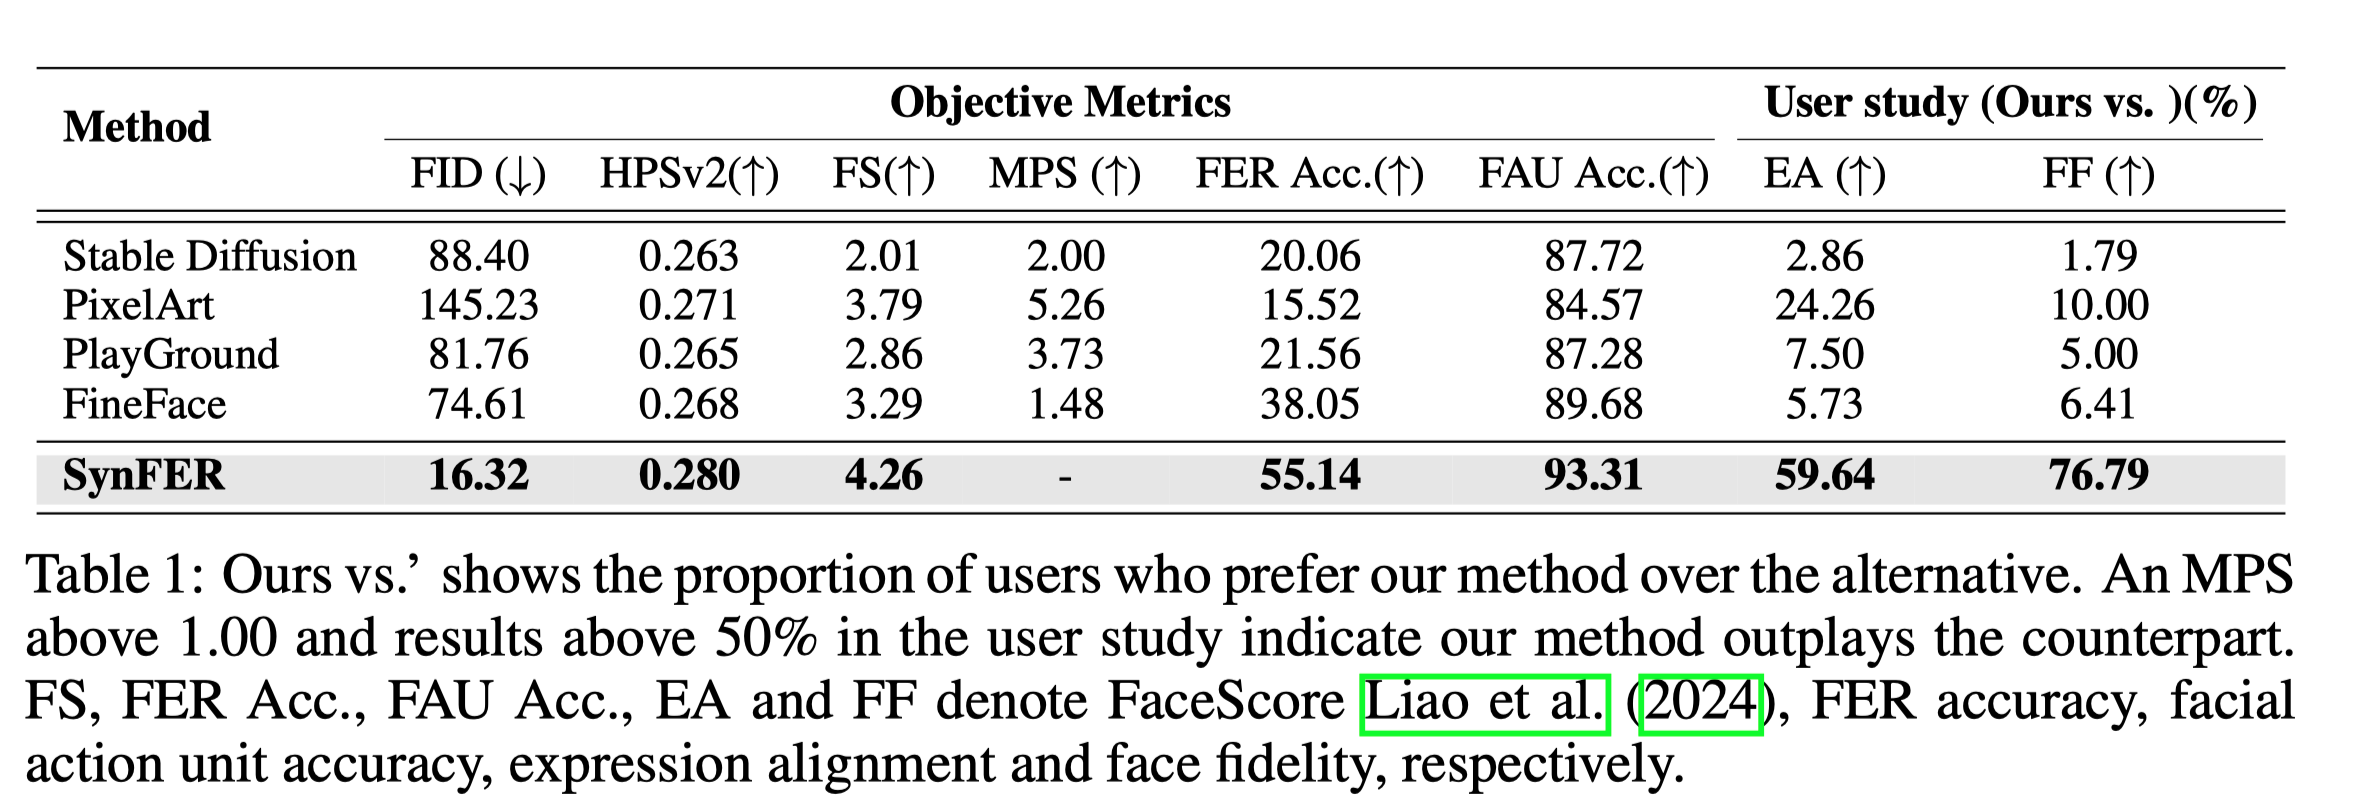 Method Objective Metrics User study (Ours vs. )(%)
FID (↓) HPSv2(↑) FS(↑) MPS (↑) FER Acc.(↑) FAU Acc.(↑) EA (↑) FF (↑)
Stable Diffusion 88.40 0.263 2.01 2.00 20.06 87.72 2.86 1.79
PixelArt 145.23 0.271 3.79 5.26 15.52 84.57 24.26 10.00
PlayGround 81.76 0.265 2.86 3.73 21.56 87.28 7.50 5.00
FineFace 74.61 0.268 3.29 1.48 38.05 89.68 5.73 6.41
SynFER 16.32 0.280 4.26 - 55.14 93.31 59.64 76.79
Table 1: Ours vs.’ shows the proportion of users who prefer our method over the alternative. An MPS
above 1.00 and results above 50% in the user study indicate our method outplays the counterpart.
FS, FER Acc., FAU Acc., EA and FF denote FaceScore Liao et al. (2024), FER accuracy, facial
action unit accuracy, expression alignment and face fidelity, respectively.